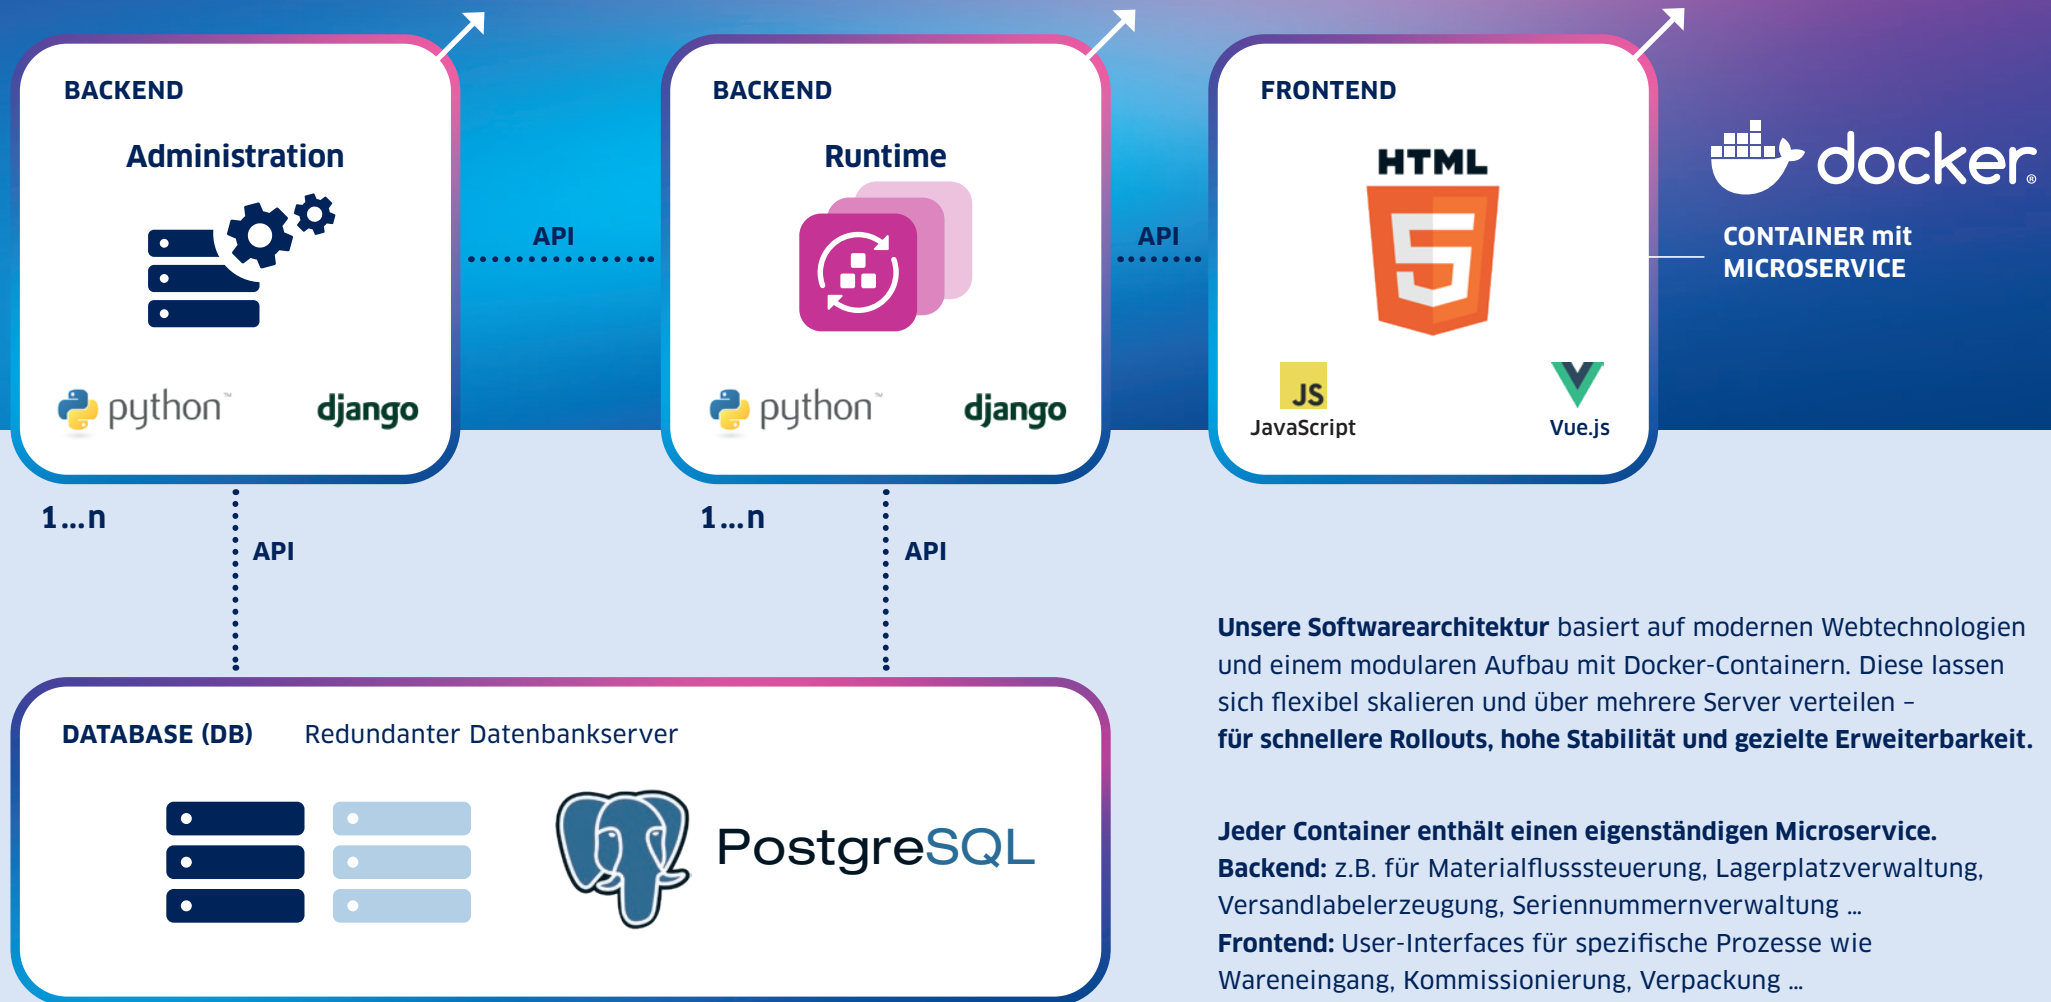 BACKEND
Administration
python™
django
1...n
API
API
BACKEND
Runtime
python™
django
1...n
API
API
FRONTEND
HTML
5
JS
JavaScript
Vue.js
docker®
CONTAINER mit
MICROSERVICE
DATABASE (DB) Redundanter Datenbankserver
PostgreSQL
Unsere Softwarearchitektur basiert auf modernen Webtechnologien
und einem modularen Aufbau mit Docker-Containern. Diese lassen
sich flexibel skalieren und über mehrere Server verteilen –
für schnellere Rollouts, hohe Stabilität und gezielte Erweiterbarkeit.
Jeder Container enthält einen eigenständigen Microservice.
Backend: z.B. für Materialflusssteuerung, Lagerplatzverwaltung,
Versandlabelerzeugung, Seriennummernverwaltung ...
Frontend: User-Interfaces für spezifische Prozesse wie
Wareneingang, Kommissionierung, Verpackung ...